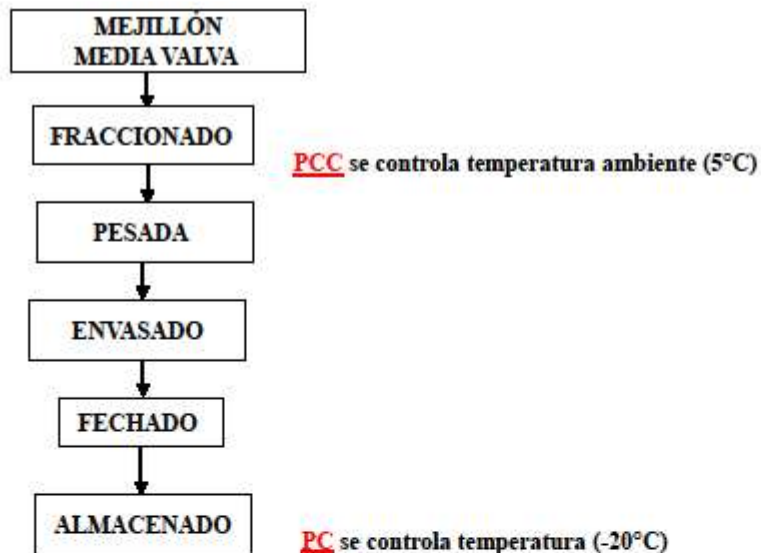 MEJILLÓN
MEDIA VALVA
FRACCIONADO
PCC se controla temperatura ambiente (5°C)
PESADA
ENVASADO
FECHADO
ALMACENADO
PC se controla temperatura (-20°C)